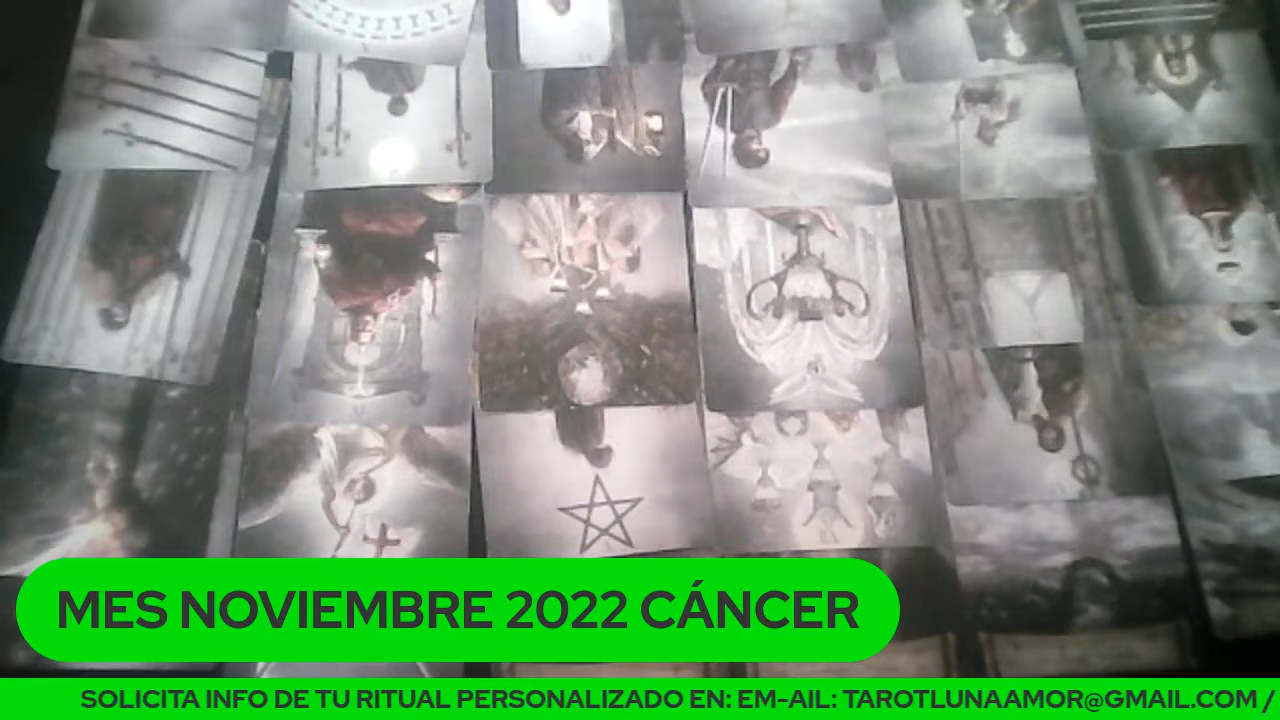 MES NOVIEMBRE 2022 CÁNCER
SOLICITA INFO DE TU RITUAL PERSONALIZADO EN: EM-AIL: TAROTLUNAAMOR@GMAIL.COM /